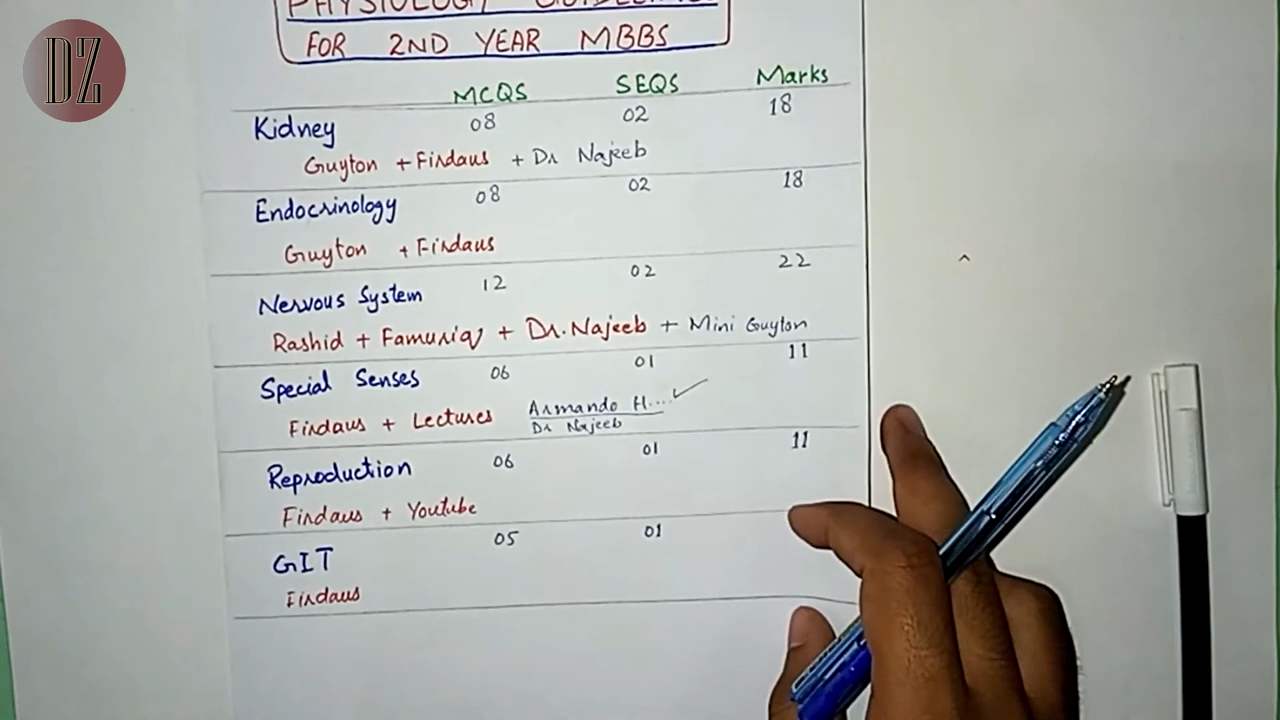 DZ
PHYSIOLOGY GUIDELINES
FOR 2ND YEAR MBBS
MCQS SEQS Marks
Kidney 08 02 18
Guyton + Firdaus + Dr Najeeb
Endocrinology 08 02 18
Guyton + Firdaus
Nervous System 12 02 22
Rashid + Famuriq + Dr. Najeeb + Mini Guyton
Special Senses 06 01 11
Firdaus + Lectures Armando H...
Dr Najeeb
Reproduction 06 01 11
Firdaus + Youtube
GIT 05 01
Firdaus